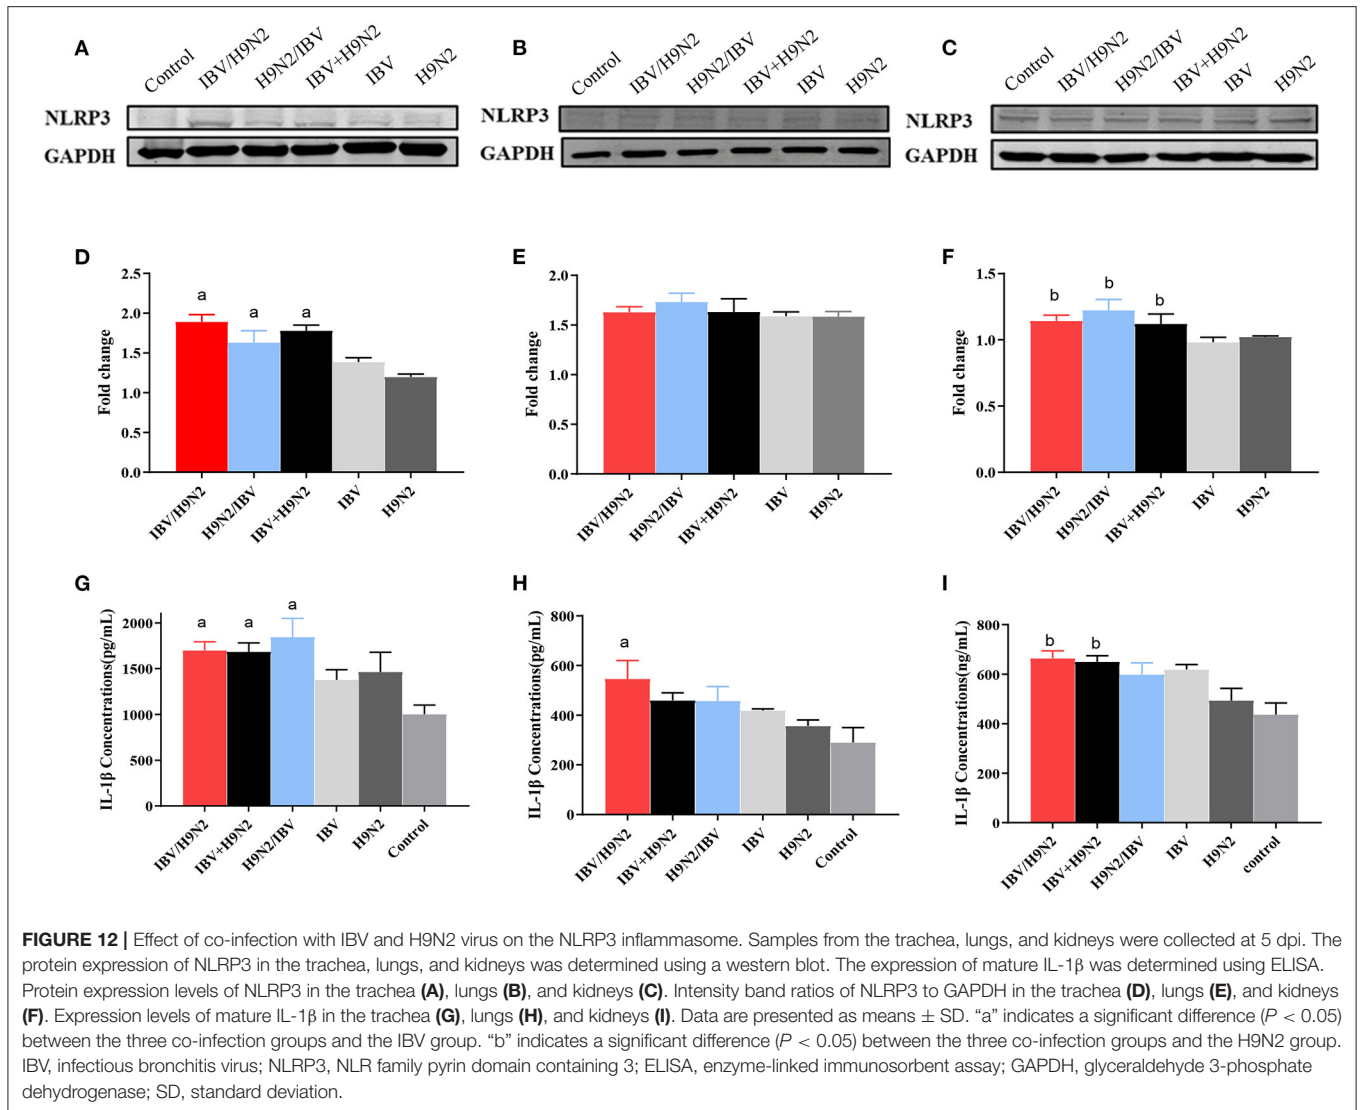 A
Control
IBV/H9N2
H9N2/IBV
IBV+H9N2
IBV
H9N2
NLRP3
GAPDH
B
Control
IBV/H9N2
H9N2/IBV
IBV+H9N2
IBV
H9N2
NLRP3
GAPDH
C
Control
IBV/H9N2
H9N2/IBV
IBV+H9N2
IBV
H9N2
NLRP3
GAPDH
D
Fold change
2.5
2.0
1.5
1.0
0.5
0.0
a
a
a
IBV/H9N2
H9N2/IBV
IBV+H9N2
IBV
H9N2
E
Fold change
2.0
1.5
1.0
0.5
0.0
IBV/H9N2
H9N2/IBV
IBV+H9N2
IBV
H9N2
F
Fold change
1.5
1.0
0.5
0.0
b
b
b
IBV/H9N2
H9N2/IBV
IBV+H9N2
IBV
H9N2
G
IL-1β Concentrations(pg/mL)
2000
1500
1000
500
0
a
a
a
IBV/H9N2
IBV+H9N2
H9N2/IBV
IBV
H9N2
Control
H
IL-1β Concentrations(pg/mL)
800
600
400
200
0
a
IBV/H9N2
IBV+H9N2
H9N2/IBV
IBV
H9N2
Control
I
IL-1β Concentrations(ng/mL)
800
600
400
200
0
b
b
IBV/H9N2
IBV+H9N2
H9N2/IBV
IBV
H9N2
control
FIGURE 12 | Effect of co-infection with IBV and H9N2 virus on the NLRP3 inflammasome. Samples from the trachea, lungs, and kidneys were collected at 5 dpi. The
protein expression of NLRP3 in the trachea, lungs, and kidneys was determined using a western blot. The expression of mature IL-1β was determined using ELISA.
Protein expression levels of NLRP3 in the trachea (A), lungs (B), and kidneys (C). Intensity band ratios of NLRP3 to GAPDH in the trachea (D), lungs (E), and kidneys
(F). Expression levels of mature IL-1β in the trachea (G), lungs (H), and kidneys (I). Data are presented as means ± SD. “a” indicates a significant difference (P < 0.05)
between the three co-infection groups and the IBV group. “b” indicates a significant difference (P < 0.05) between the three co-infection groups and the H9N2 group.
IBV, infectious bronchitis virus; NLRP3, NLR family pyrin domain containing 3; ELISA, enzyme-linked immunosorbent assay; GAPDH, glyceraldehyde 3-phosphate
dehydrogenase; SD, standard deviation.